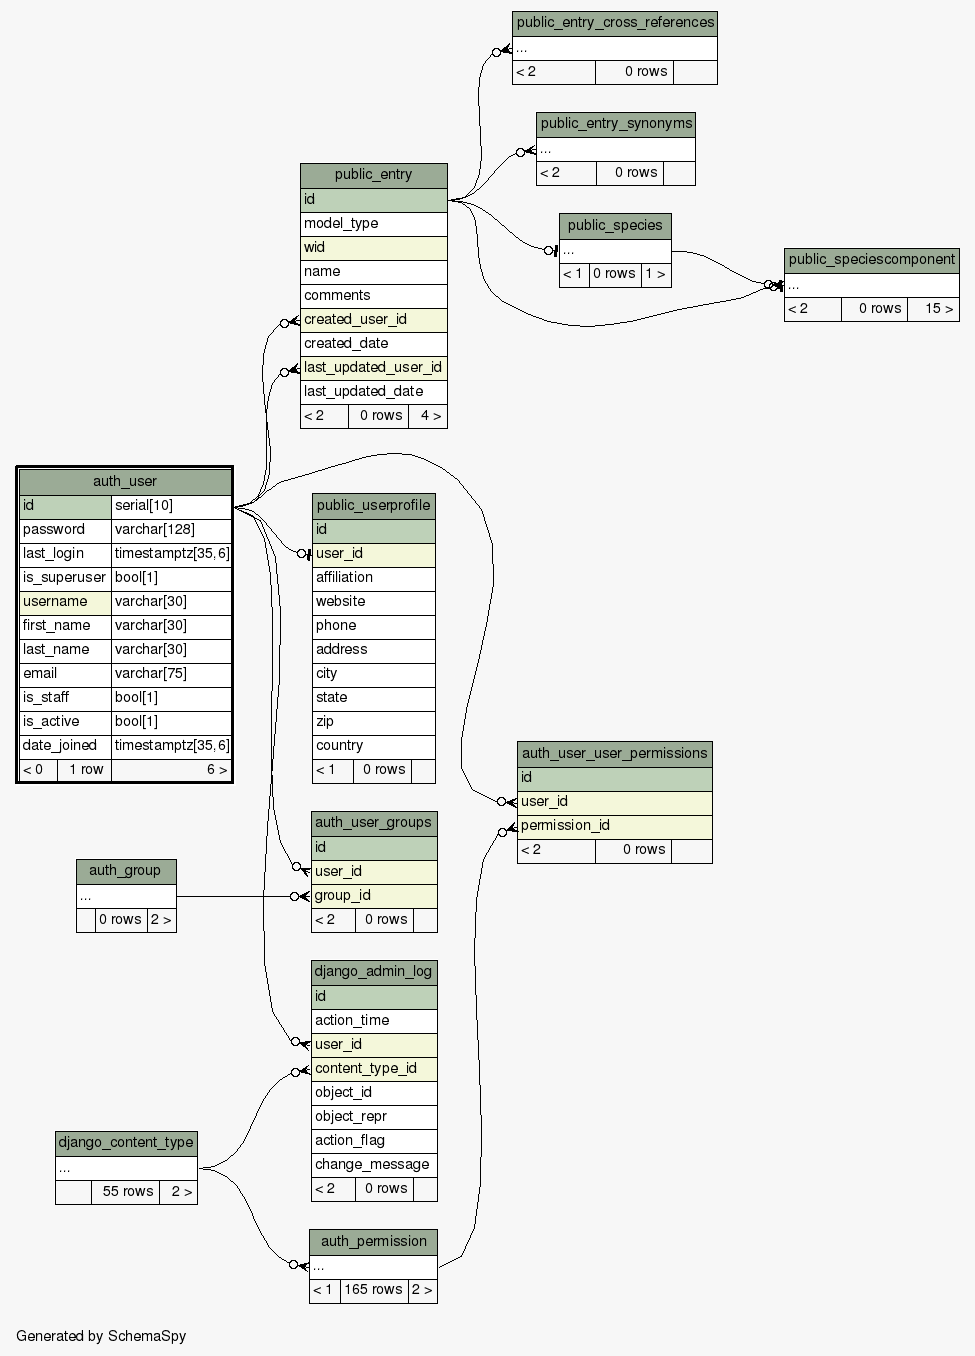 public_entry_cross_references
...
< 2 0 rows
public_entry_synonyms
...
< 2 0 rows
public_entry
id
model_type
wid
name
comments
created_user_id
created_date
last_updated_user_id
last_updated_date
< 2 0 rows 4 >
public_species
...
< 1 0 rows 1 >
public_speciescomponent
...
< 2 0 rows 15 >
auth_user
id serial[10]
password varchar[128]
last_login timestamptz[35,6]
is_superuser bool[1]
username varchar[30]
first_name varchar[30]
last_name varchar[30]
email varchar[75]
is_staff bool[1]
is_active bool[1]
date_joined timestamptz[35,6]
< 0 1 row 6 >
public_userprofile
id
user_id
affiliation
website
phone
address
city
state
zip
country
< 1 0 rows
auth_user_user_permissions
id
user_id
permission_id
< 2 0 rows
auth_user_groups
id
user_id
group_id
< 2 0 rows
auth_group
...
0 rows 2 >
django_admin_log
id
action_time
user_id
content_type_id
object_id
object_repr
action_flag
change_message
< 2 0 rows
django_content_type
...
55 rows 2 >
auth_permission
...
< 1 165 rows 2 >
Generated by SchemaSpy